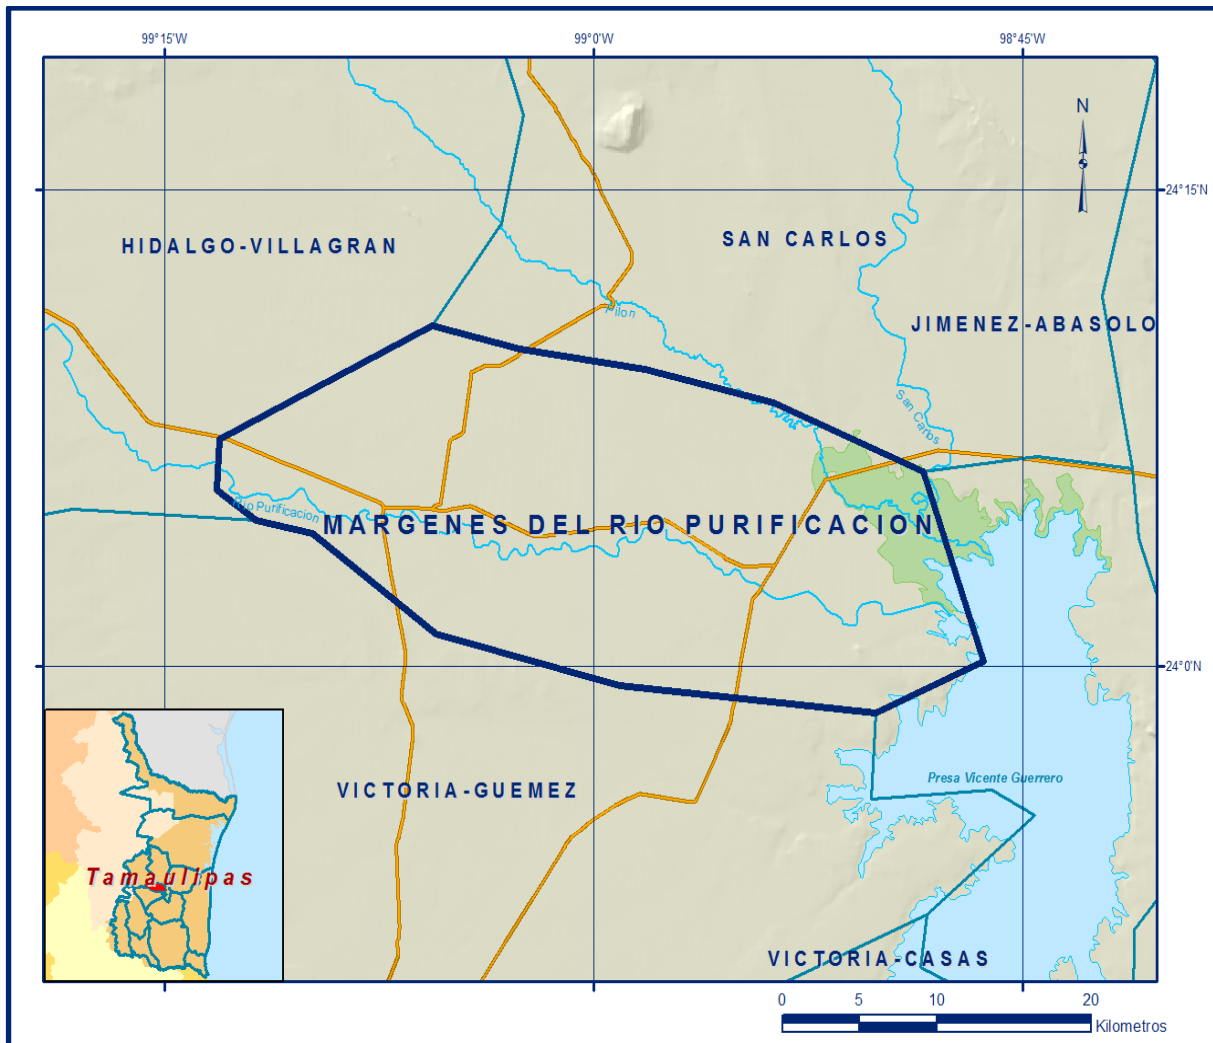 99°15'W
99°0'W
98°45'W
N
24°15'N
HIDALGO-VILLAGRAN
SAN CARLOS
Pilon
JIMENEZ-ABASOLO
San Carlos
Rio Purificacion
MARGENES DEL RIO PURIFICACION
24°0'N
Presa Vicente Guerrero
VICTORIA-GUEMEZ
Tamaulipas
VICTORIA-CASAS
0 5 10 20
Kilometros